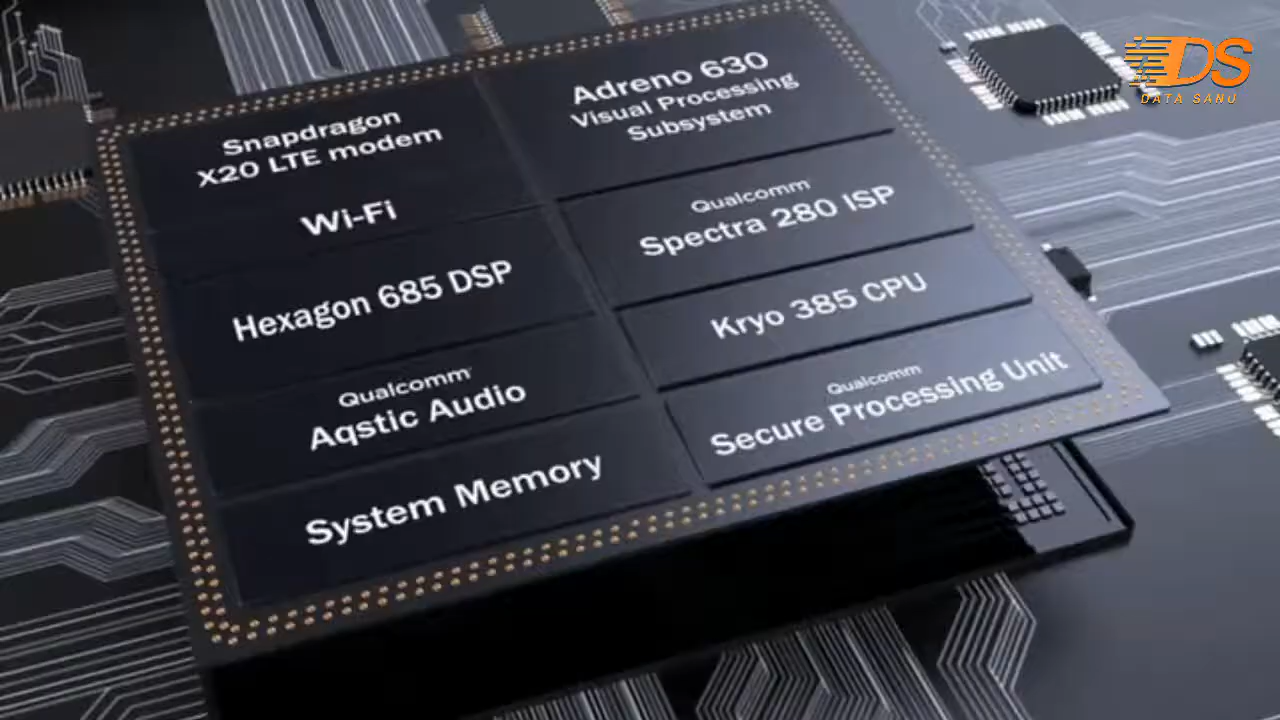 Snapdragon
X20 LTE modem
Wi-Fi
Hexagon 685 DSP
Qualcomm
Aqstic Audio
System Memory
Adreno 630
Visual Processing
Subsystem
Qualcomm
Spectra 280 ISP
Kryo 385 CPU
Qualcomm
Secure Processing Unit
DS
DATA SANU